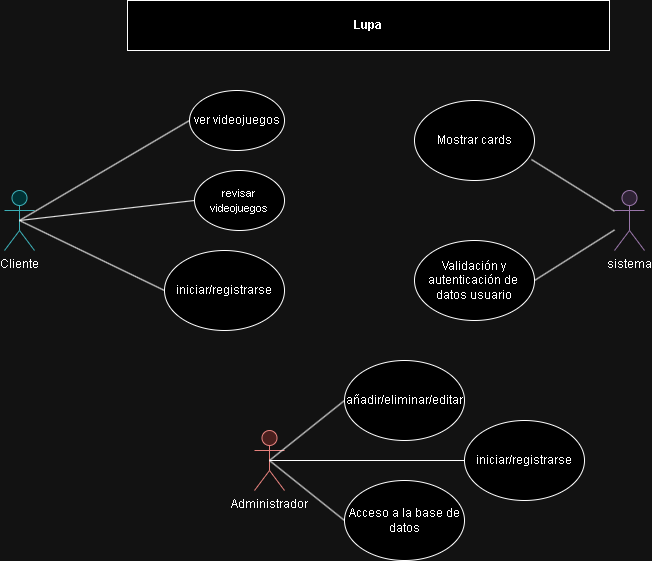 Lupa
ver videojuegos
Mostrar cards
revisar
videojuegos
Cliente
sistema
iniciar/registrarse
Validación y
autenticación de
datos usuario
añadir/eliminar/editar
iniciar/registrarse
Administrador
Acceso a la base de
datos